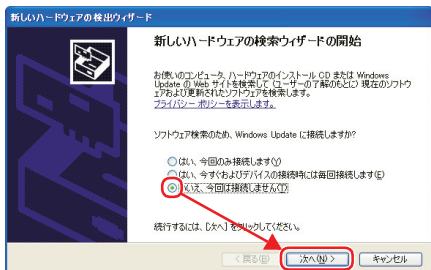 新しいハードウェアの検出ウィザード
新しいハードウェアの検索ウィザードの開始
お使いのコンピュータ、ハードウェアのインストール CD または Windows
Update の Web サイトを検索して (ユーザーの了解のもとに) 現在のソフトウ
ェアおよび更新されたソフトウェアを検索します。
プライバシー ポリシーを表示します。
ソフトウェア検索のため、Windows Update に接続しますか?
はい、今回のみ接続します(Y)
はい、今すぐおよびデバイスの接続時には毎回接続します(E)
いいえ、今回は接続しません(T)
続行するには、[次へ] をクリックしてください。
< 戻る(B)
次へ(N) >
キャンセル